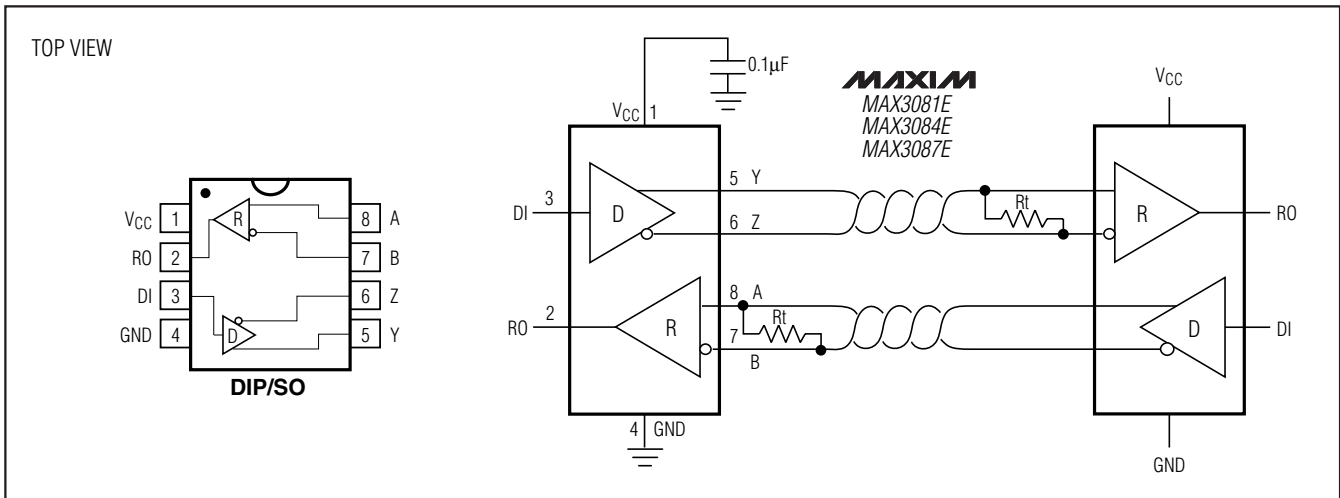 TOP VIEW
VCC 1
RO 2
DI 3
GND 4
R
D
8 A
7 B
6 Z
5 Y
DIP/SO
0.1µF
VCC 1
MAXIM
MAX3081E
MAX3084E
MAX3087E
VCC
DI 3
D
5 Y
6 Z
Rt
R
RO
RO 2
R
8 A
Rt
7
B
D
DI
4 GND
GND